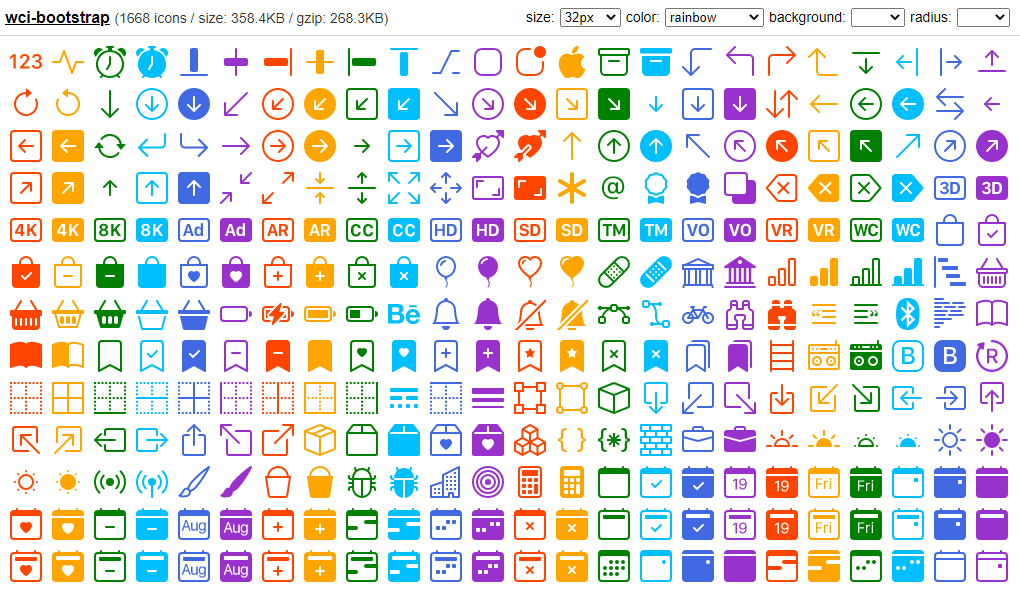 wci-bootstrap (1668 icons / size: 358.4KB / gzip: 268.3KB) size: 32px color: rainbow background: radius:
123
@ 3D 3D
4K 4K 8K 8K Ad Ad AR AR CC CC HD HD SD SD TM TM VO VO VR VR WC WC
Bē
B B R
{} {*}
19 19 Fri Fri
Aug Aug 19 19 Fri Fri
Aug Aug